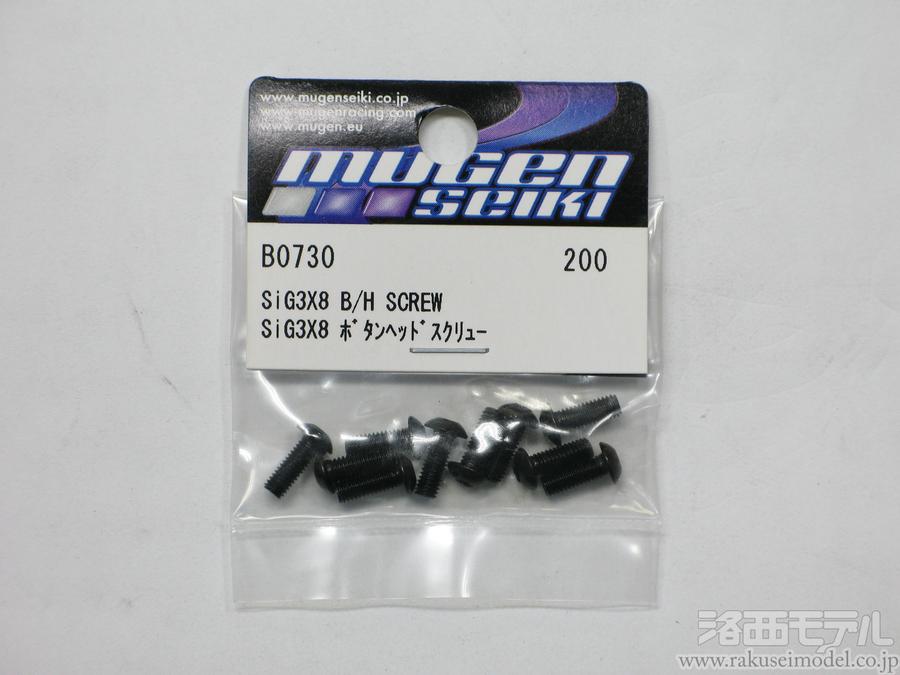 www.mugenseiki.co.jp
www.mugenracing.com
www.mugen.eu
mugen
seiki
B0730 200
SiG3X8 B/H SCREW
SiG3X8 ﾎﾞﾀﾝﾍｯﾄﾞｽｸﾘｭｰ
洛西モデル
www.rakuseimodel.co.jp